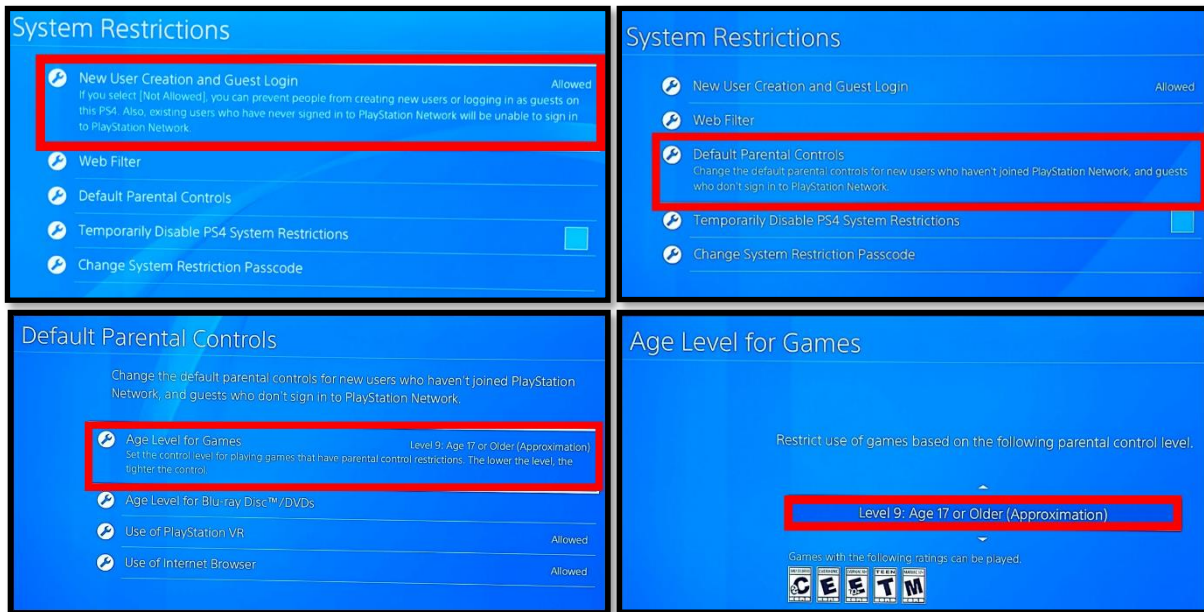 System Restrictions
New User Creation and Guest Login Allowed
If you select [Not Allowed], you can prevent people from creating new users or logging in as guests on
this PS4. Also, existing users who have never signed in to PlayStation Network will be unable to sign in
to PlayStation Network.
Web Filter
Default Parental Controls
Temporarily Disable PS4 System Restrictions
Change System Restriction Passcode
System Restrictions
New User Creation and Guest Login Allowed
Web Filter
Default Parental Controls
Change the default parental controls for new users who haven't joined PlayStation Network, and guests
who don't sign in to PlayStation Network.
Temporarily Disable PS4 System Restrictions
Change System Restriction Passcode
Default Parental Controls
Change the default parental controls for new users who haven't joined PlayStation
Network, and guests who don't sign in to PlayStation Network.
Age Level for Games Level 9: Age 17 or Older (Approximation)
Set the control level for playing games that have parental control restrictions. The lower the level, the
tighter the control.
Age Level for Blu-ray Disc™/DVDs
Use of PlayStation VR Allowed
Use of Internet Browser Allowed
Age Level for Games
Restrict use of games based on the following parental control level.
Level 9: Age 17 or Older (Approximation)
Games with the following ratings can be played.
TEEN
eC E E T M